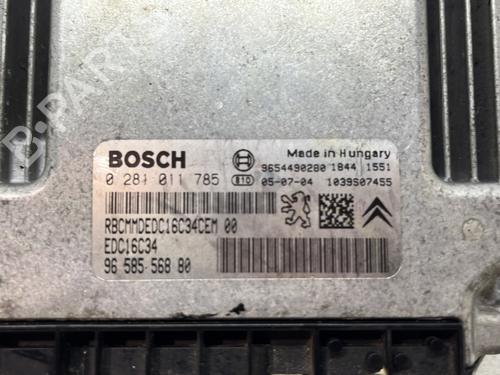 BOSCH
Made in Hungary
0 281 011 785
9654490280 1844 1551
810 05-07-04 1039S07455
RBCMMDEDC16C34CEM 00
EDC16C34
96 585 568 80
B-PARTS